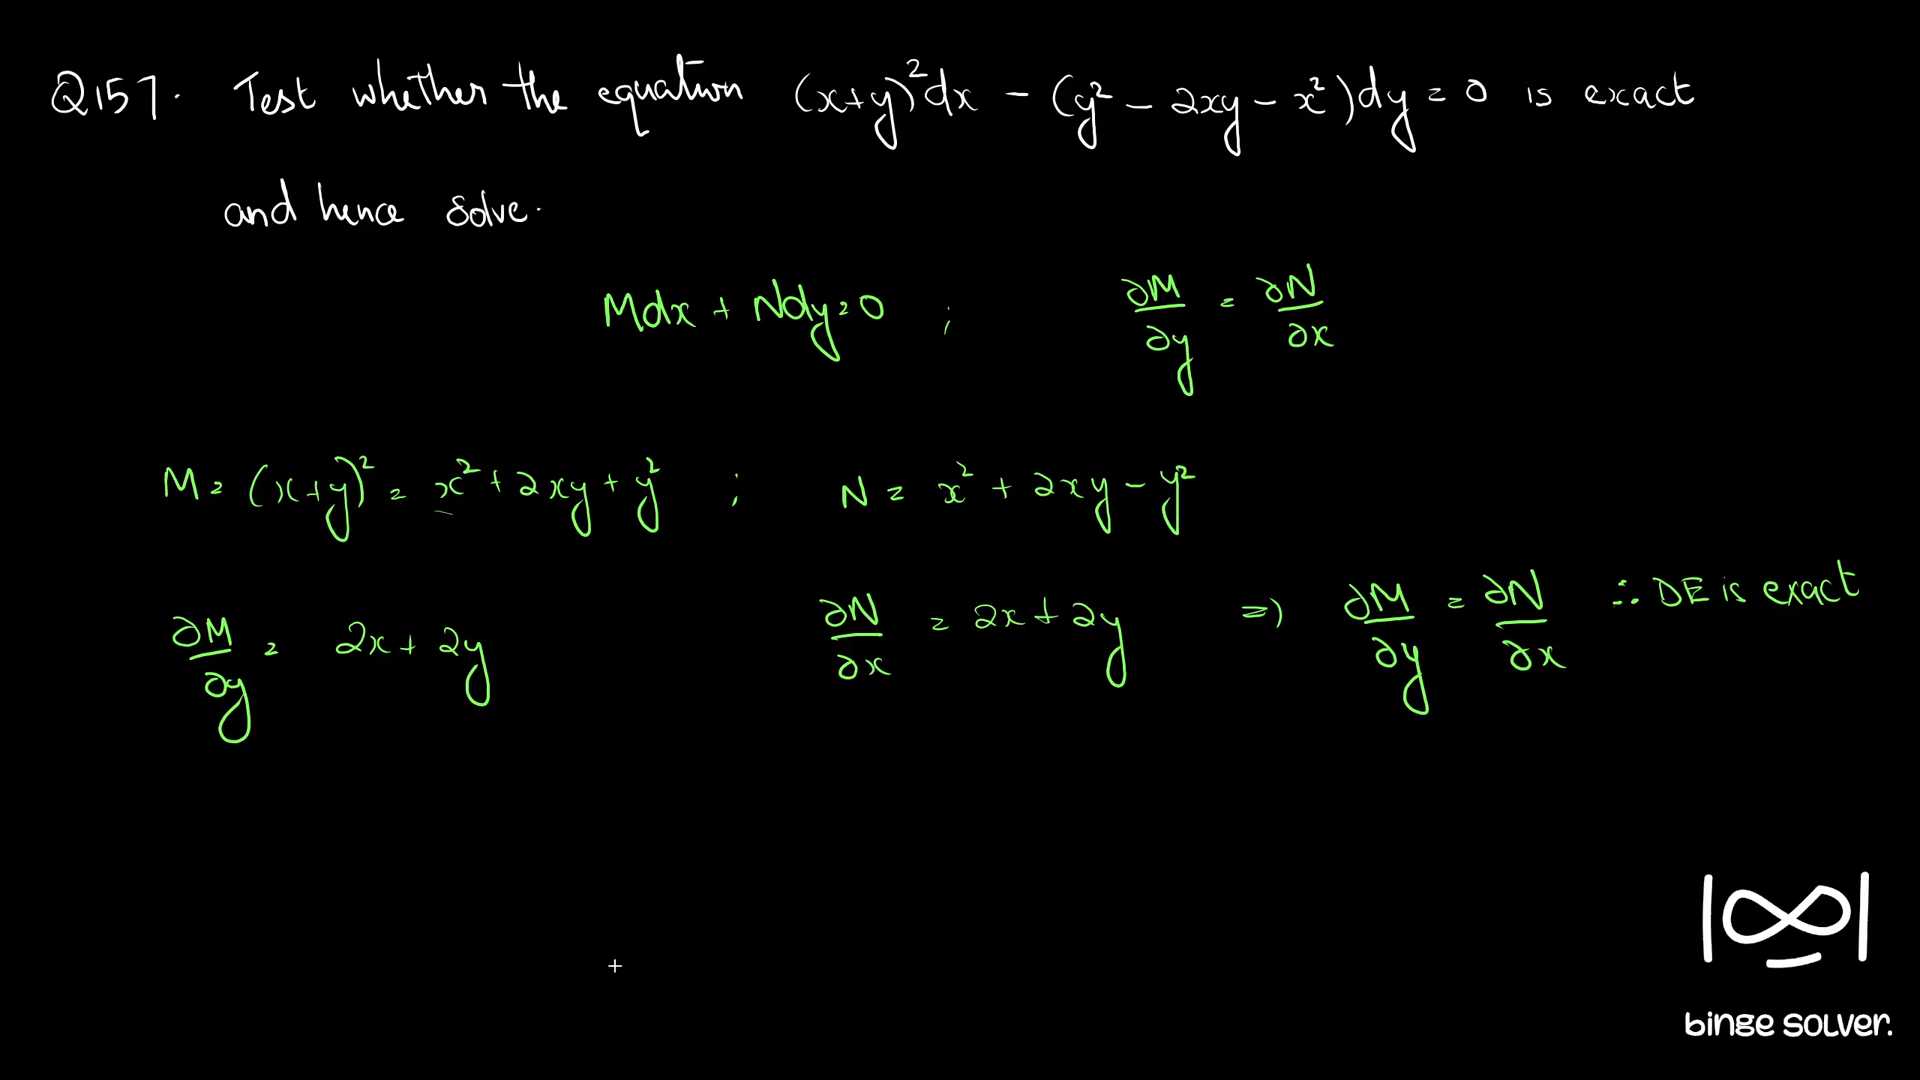 Q157. Test whether the equation (x+y)²dx - (y² - 2xy - x²)dy = 0 is exact
and hence solve.
Mdx + Ndy = 0 ; ∂M/∂y = ∂N/∂x
M = (x+y)² = x² + 2xy + y² ; N = x² + 2xy - y²
∂M/∂y = 2x + 2y ∂N/∂x = 2x + 2y ⇒ ∂M/∂y = ∂N/∂x ∴ DE is exact
binge solver.